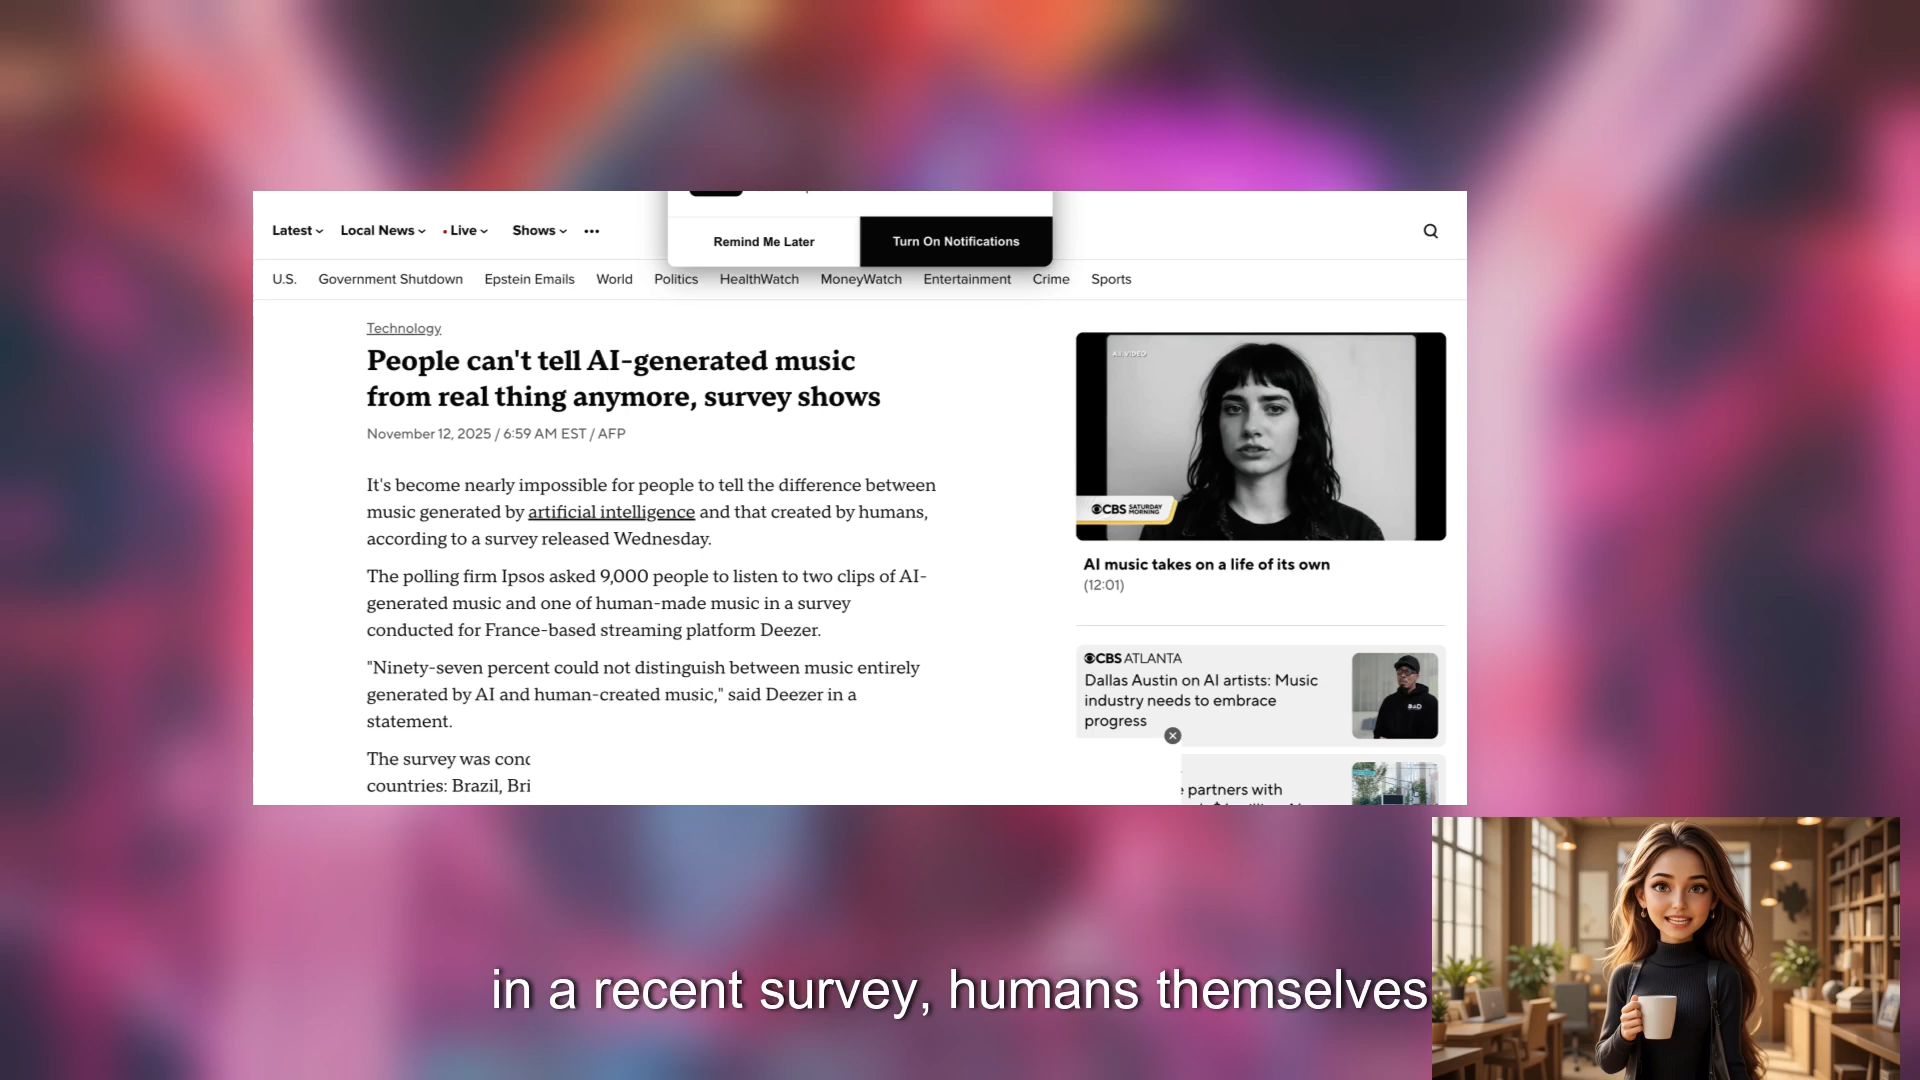 Remind Me Later
Turn On Notifications
Latest
Local News
Live
Shows
U.S.
Government Shutdown
Epstein Emails
World
Politics
HealthWatch
MoneyWatch
Entertainment
Crime
Sports
Technology
People can't tell AI-generated music
from real thing anymore, survey shows
November 12, 2025 / 6:59 AM EST / AFP
It's become nearly impossible for people to tell the difference between
music generated by artificial intelligence and that created by humans,
according to a survey released Wednesday.
The polling firm Ipsos asked 9,000 people to listen to two clips of AI-
generated music and one of human-made music in a survey
conducted for France-based streaming platform Deezer.
"Ninety-seven percent could not distinguish between music entirely
generated by AI and human-created music," said Deezer in a
statement.
The survey was
countries: Brazil,
CBS SATURDAY
MORNING
AI music takes on a life of its own
(12:01)
CBS ATLANTA
Dallas Austin on AI artists: Music
industry needs to embrace
progress
partners with
in a recent survey, humans themselves